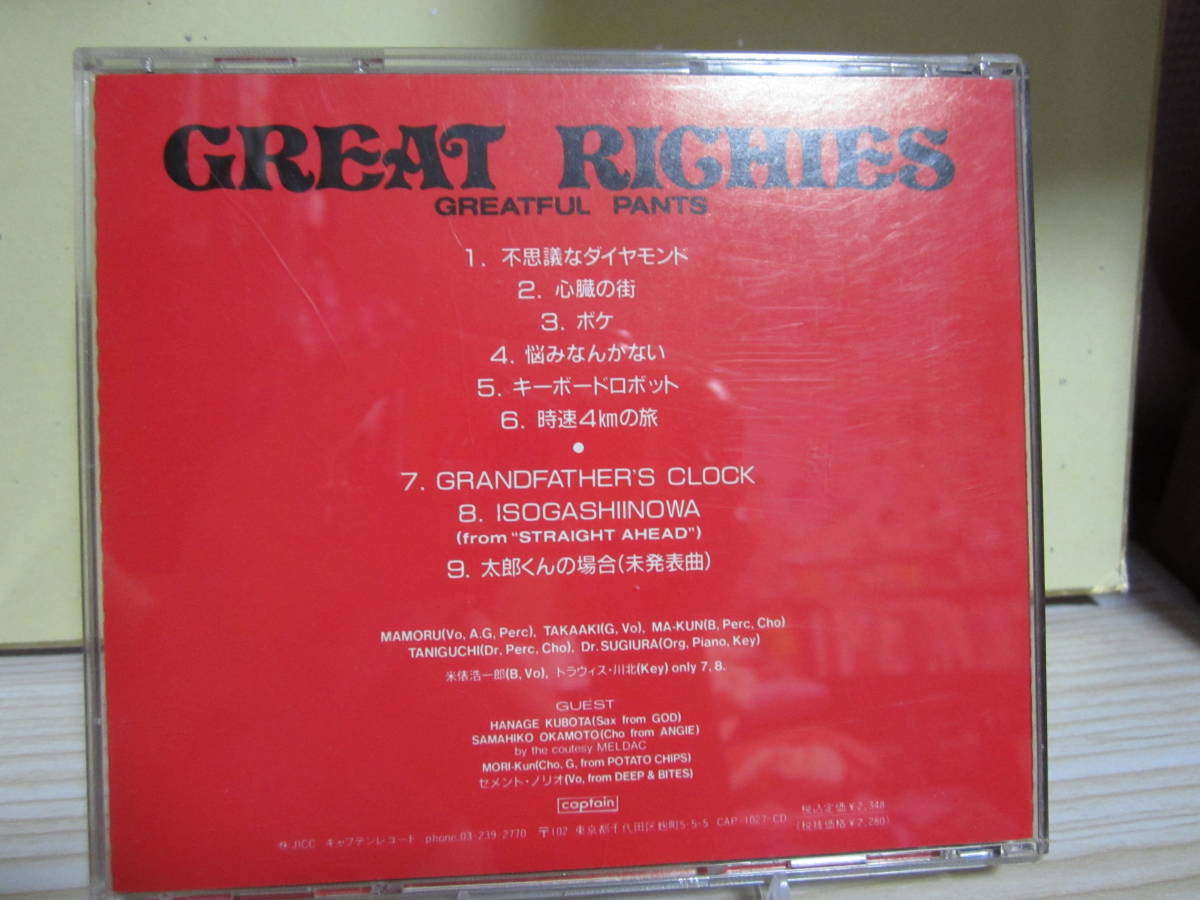 GREAT RICHIES
GREATFUL PANTS
1. 不思議なダイヤモンド
2. 心臓の街
3. ボケ
4. 悩みなんかない
5. キーボードロボット
6. 時速4㎞の旅
●
7. GRANDFATHER'S CLOCK
8. ISOGASHIINOWA
(from "STRAIGHT AHEAD")
9. 太郎くんの場合(未発表曲)
MAMORU(Vo, A.G, Perc), TAKAAKI(G, Vo), MA-KUN(B, Perc, Cho)
TANIGUCHI(Dr, Perc, Cho), Dr.SUGIURA(Org, Piano, Key)
米俵浩一郎(B, Vo), トラヴィス・川北(Key) only 7, 8.
GUEST
HANAGE KUBOTA(Sax from GOD)
SAMAHIKO OKAMOTO(Cho from ANGIE)
by the coutesy MELDAC
MORI-Kun(Cho, G, from POTATO CHIPS)
セメント・ノリオ(Vo, from DEEP & BITES)
captain
税込定価¥2,348
㈱JICC キャプテンレコード phone.03-239-2770 〒102 東京都千代田区麹町5-5-5 CAP-1027-CD (税抜価格¥2,280)